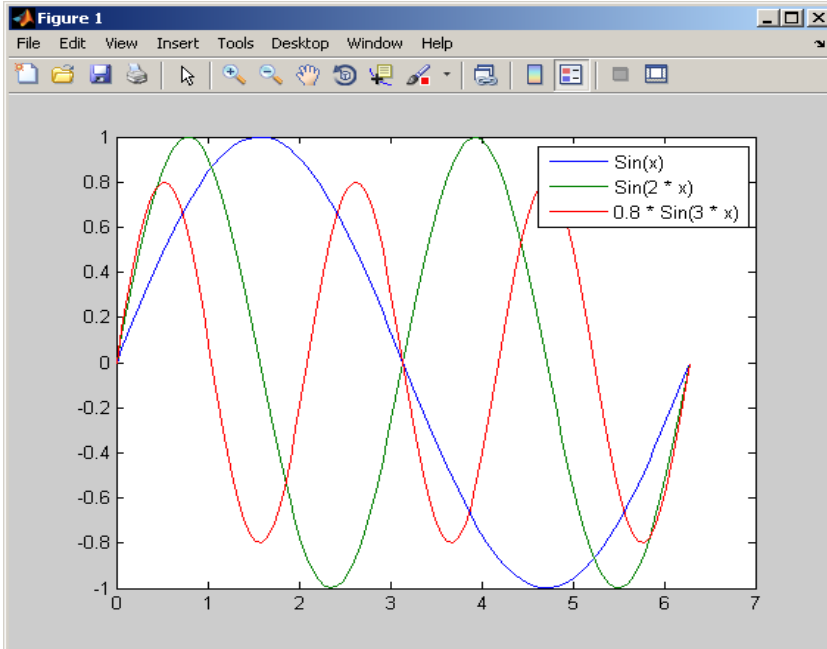 Figure 1
File Edit View Insert Tools Desktop Window Help
Sin(x)
Sin(2 * x)
0.8 * Sin(3 * x)
1
0.8
0.6
0.4
0.2
0
-0.2
-0.4
-0.6
-0.8
-1
0 1 2 3 4 5 6 7